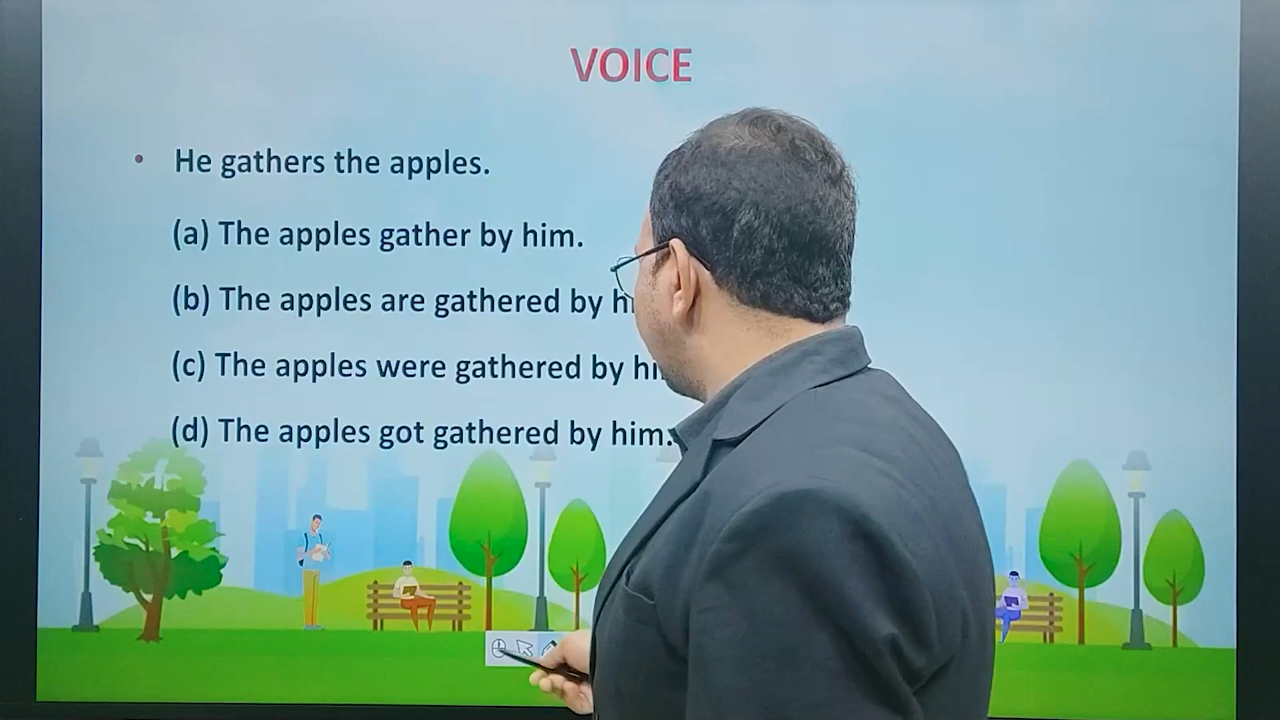 VOICE
• He gathers the apples.
(a) The apples gather by him.
(b) The apples are gathered by
(c) The apples were gathered by
(d) The apples got gathered by him.